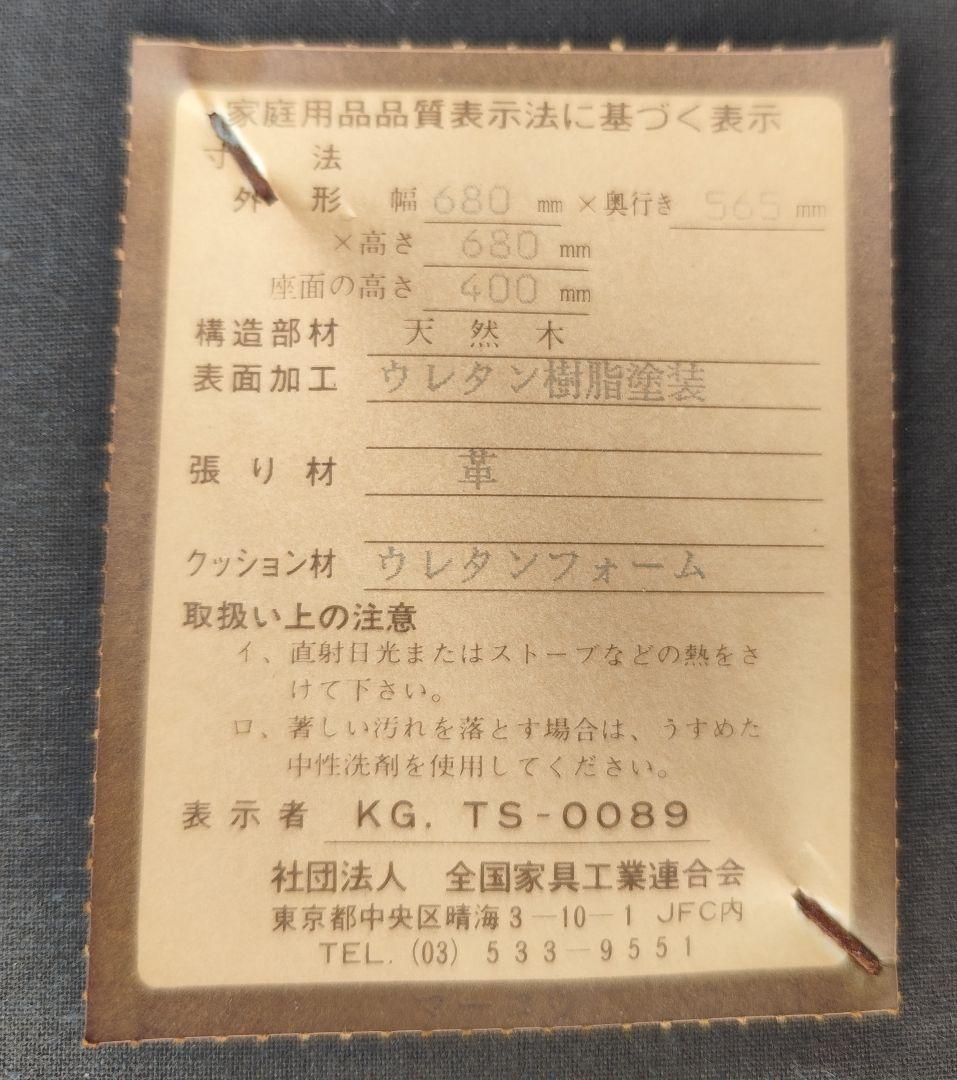 家庭用品品質表示法に基づく表示
寸 法
外 形 幅 680 mm × 奥行き 565 mm
×高さ 680 mm
座面の高さ 400 mm
構造部材 天 然 木
表面加工 ウレタン樹脂塗装
張り材 革
クッション材 ウレタンフォーム
取扱い上の注意
イ、直射日光またはストーブなどの熱をさ
けて下さい。
ロ、著しい汚れを落とす場合は、うすめた
中性洗剤を使用してください。
表示者 KG. TS-0089
社団法人 全国家具工業連合会
東京都中央区晴海3-10-1 JFC内
TEL. (03) 533-9551